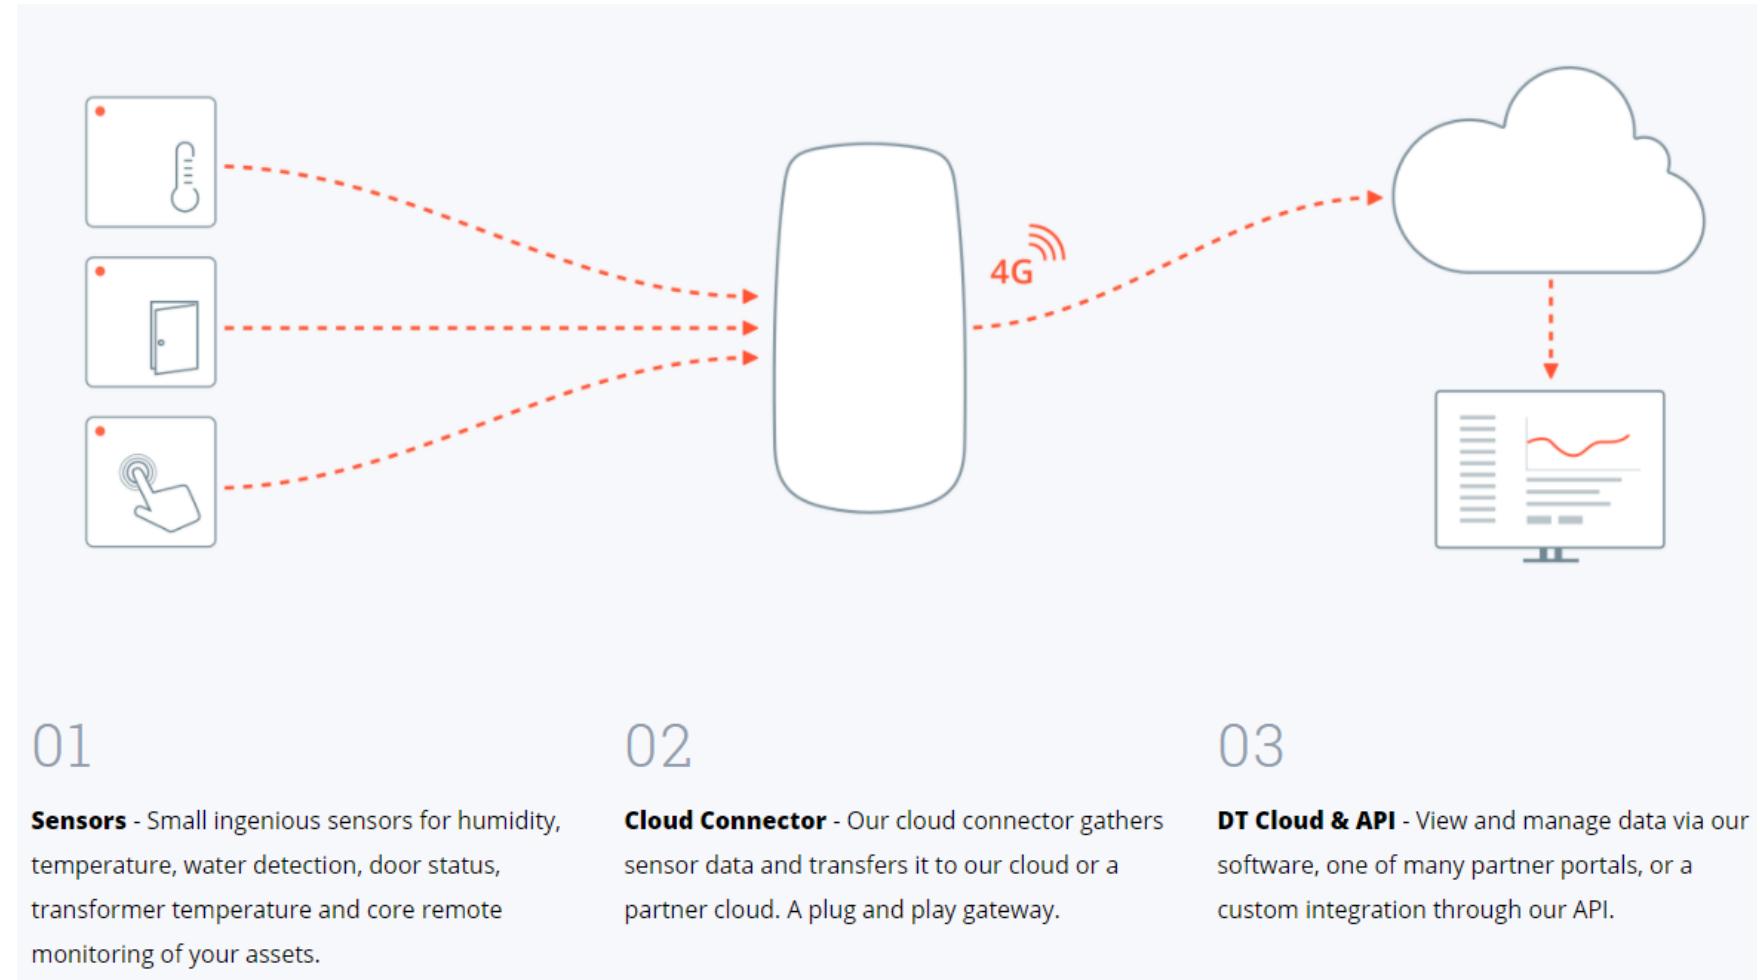 4G
01
Sensors - Small ingenious sensors for humidity,
temperature, water detection, door status,
transformer temperature and core remote
monitoring of your assets.
02
Cloud Connector - Our cloud connector gathers
sensor data and transfers it to our cloud or a
partner cloud. A plug and play gateway.
03
DT Cloud & API - View and manage data via our
software, one of many partner portals, or a
custom integration through our API.